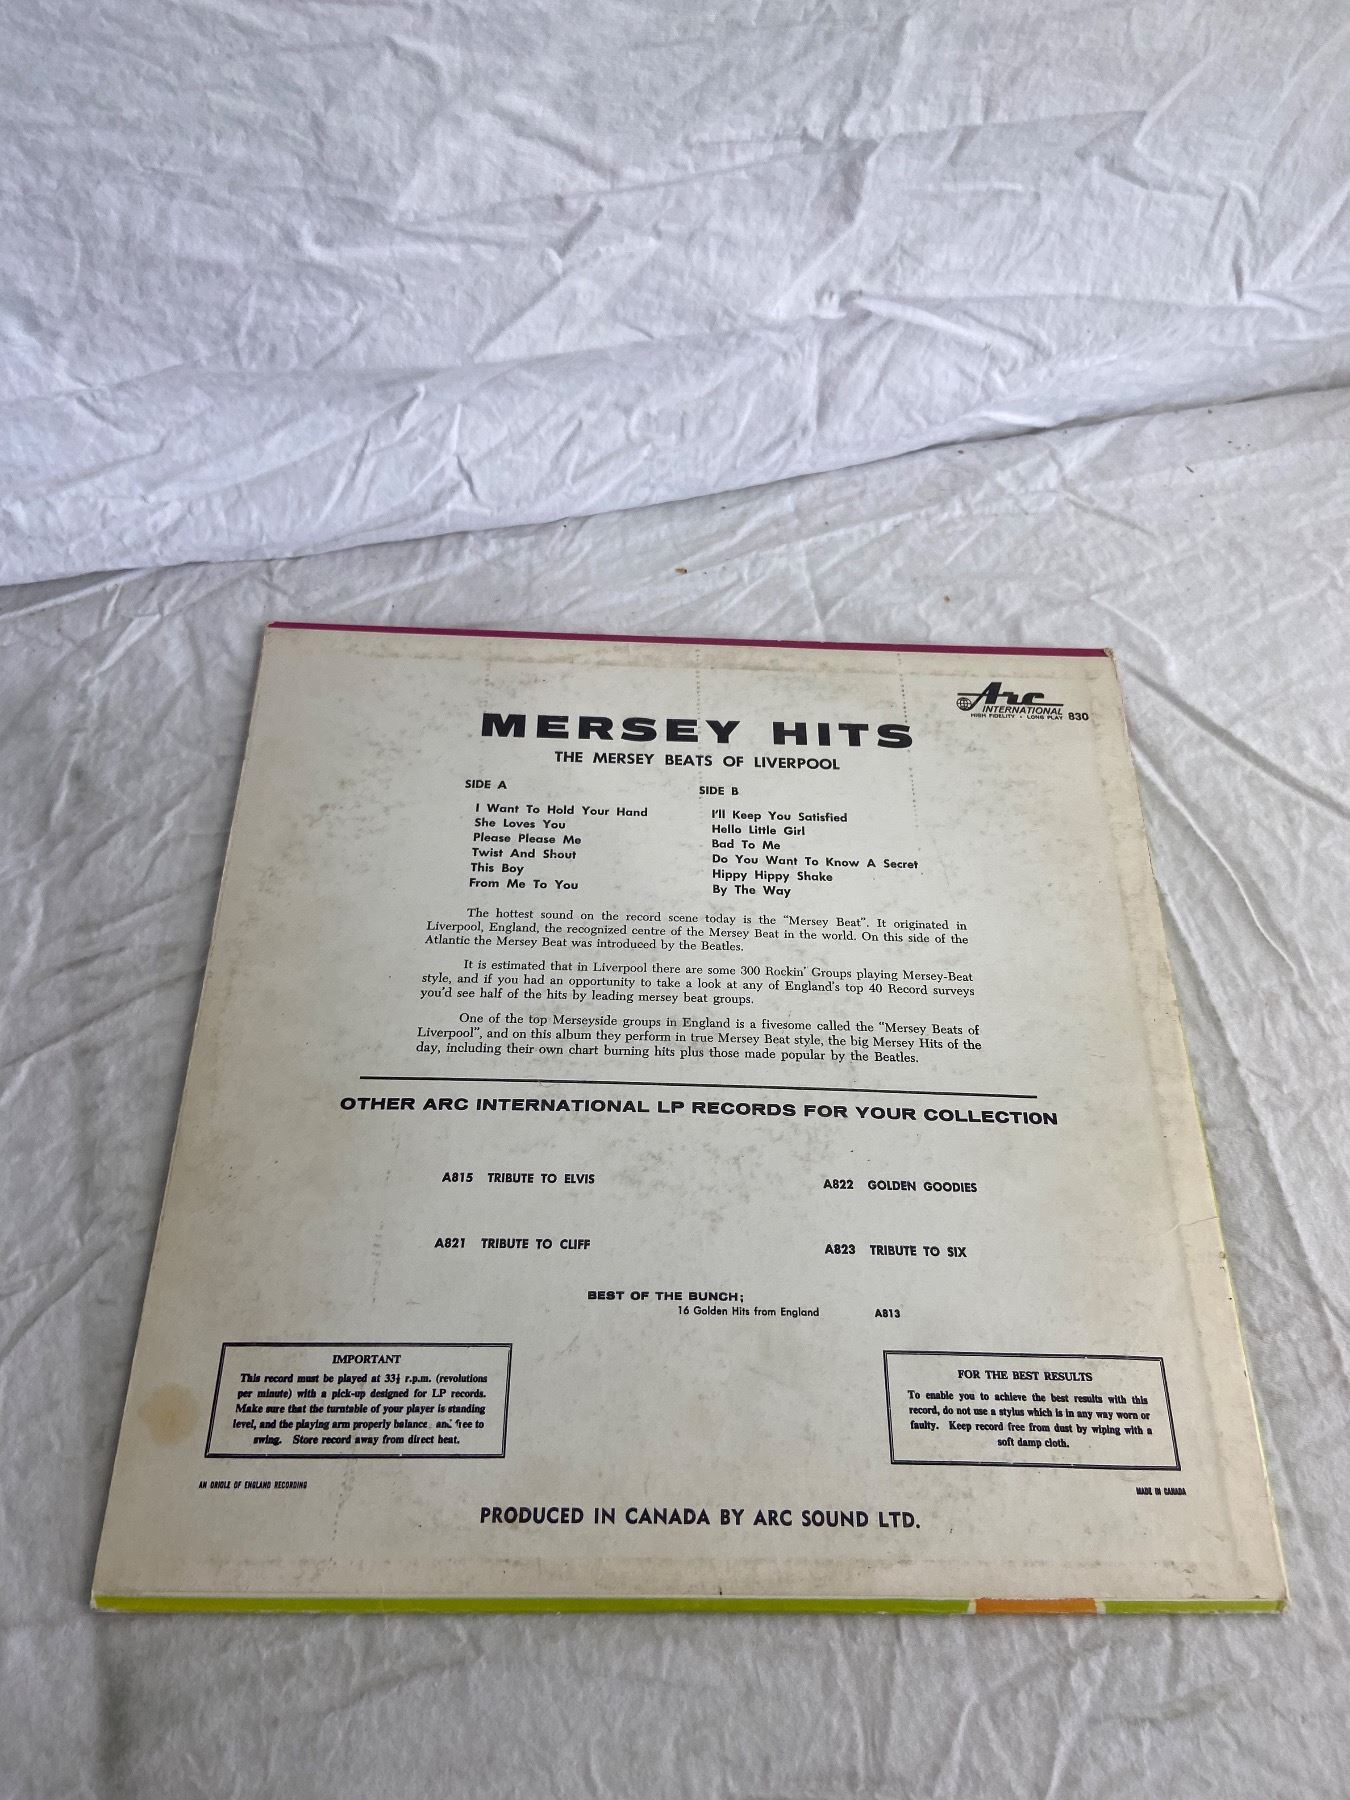 Arc
INTERNATIONAL
HIGH FIDELITY • LONG PLAY 830
MERSEY HITS
THE MERSEY BEATS OF LIVERPOOL
SIDE A
I Want To Hold Your Hand
She Loves You
Please Please Me
Twist And Shout
This Boy
From Me To You
SIDE B
I'll Keep You Satisfied
Hello Little Girl
Bad To Me
Do You Want To Know A Secret
Hippy Hippy Shake
By The Way
The hottest sound on the record scene today is the "Mersey Beat". It originated in
Liverpool, England, the recognized centre of the Mersey Beat in the world. On this side of the
Atlantic the Mersey Beat was introduced by the Beatles.
It is estimated that in Liverpool there are some 300 Rockin' Groups playing Mersey-Beat
style, and if you had an opportunity to take a look at any of England's top 40 Record surveys
you'd see half of the hits by leading mersey beat groups.
One of the top Merseyside groups in England is a fivesome called the "Mersey Beats of
Liverpool", and on this album they perform in true Mersey Beat style, the big Mersey Hits of the
day, including their own chart burning hits plus those made popular by the Beatles.
OTHER ARC INTERNATIONAL LP RECORDS FOR YOUR COLLECTION
A815 TRIBUTE TO ELVIS
A822 GOLDEN GOODIES
A821 TRIBUTE TO CLIFF
A823 TRIBUTE TO SIX
BEST OF THE BUNCH;
16 Golden Hits from England A813
IMPORTANT
This record must be played at 33⅓ r.p.m. (revolutions
per minute) with a pick-up designed for LP records.
Make sure that the turntable of your player is standing
level, and the playing arm properly balance and free to
swing. Store record away from direct heat.
FOR THE BEST RESULTS
To enable you to achieve the best results with this
record, do not use a stylus which is in any way worn or
faulty. Keep record free from dust by wiping with a
soft damp cloth.
AN ORIOLE OF ENGLAND RECORDING
MADE IN CANADA
PRODUCED IN CANADA BY ARC SOUND LTD.